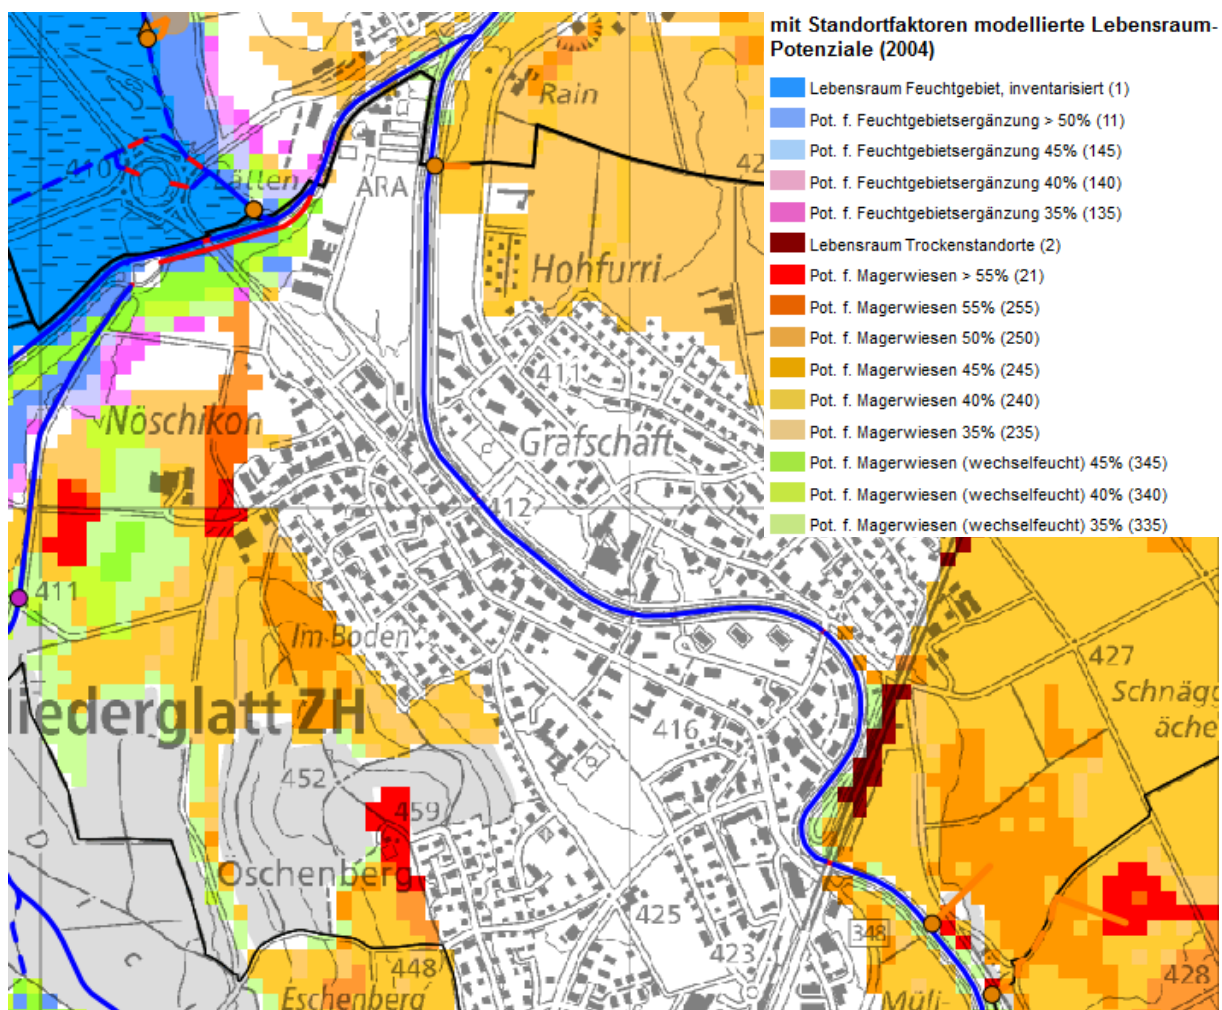 mit Standortfaktoren modellierte Lebensraum-
Potenziale (2004)
Lebensraum Feuchtgebiet, inventarisiert (1)
Pot. f. Feuchtgebietsergänzung > 50% (11)
Pot. f. Feuchtgebietsergänzung 45% (145)
Pot. f. Feuchtgebietsergänzung 40% (140)
Pot. f. Feuchtgebietsergänzung 35% (135)
Lebensraum Trockenstandorte (2)
Pot. f. Magerwiesen > 55% (21)
Pot. f. Magerwiesen 55% (255)
Pot. f. Magerwiesen 50% (250)
Pot. f. Magerwiesen 45% (245)
Pot. f. Magerwiesen 40% (240)
Pot. f. Magerwiesen 35% (235)
Pot. f. Magerwiesen (wechselfeucht) 45% (345)
Pot. f. Magerwiesen (wechselfeucht) 40% (340)
Pot. f. Magerwiesen (wechselfeucht) 35% (335)
Rain
ARA
Hohfurri
411
Nöschikon
Grafschaft
412
411
Im Boden
427
Schnägg
äche
liederglatt ZH
416
452
459
Oschenberg
425
348
423
448
428
Eschenberg
Müli-